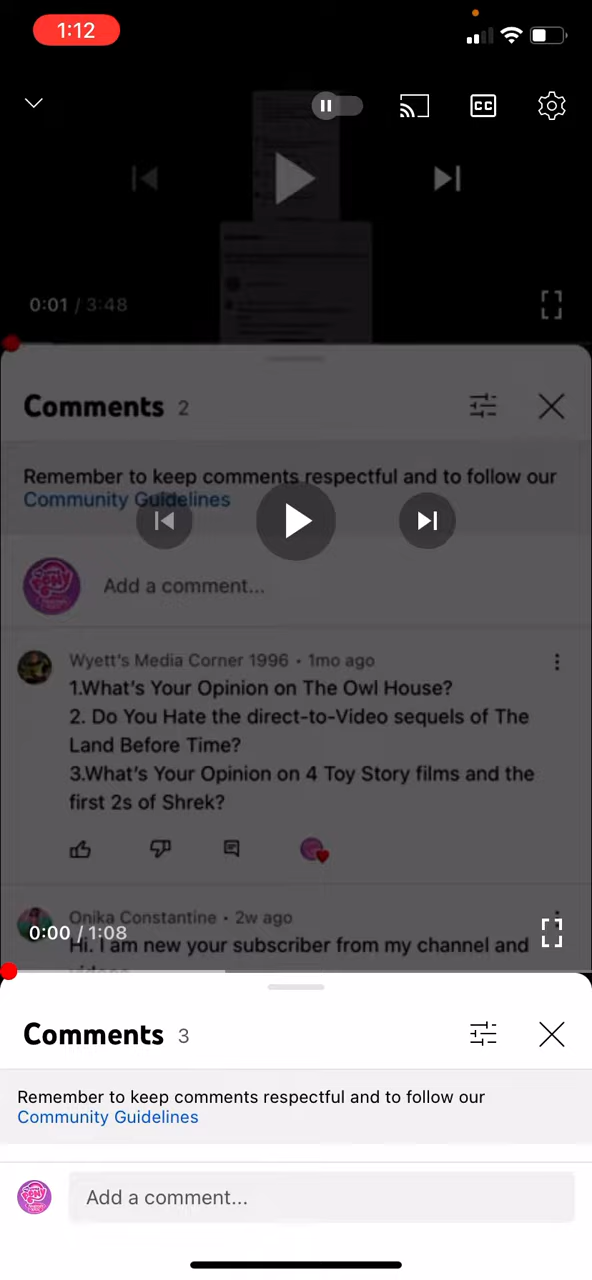 1:12
CC
0:01 / 3:48
Comments 2
Remember to keep comments respectful and to follow our
Community Guidelines
PONY
Add a comment...
Wyett's Media Corner 1996 • 1mo ago
1.What's Your Opinion on The Owl House?
2. Do You Hate the direct-to-Video sequels of The
Land Before Time?
3.What's Your Opinion on 4 Toy Story films and the
first 2s of Shrek?
Onika Constantine • 2w ago
0:00 / 1:08
Hi. I am new your subscriber from my channel and
Comments 3
Remember to keep comments respectful and to follow our
Community Guidelines
PONY
Add a comment...